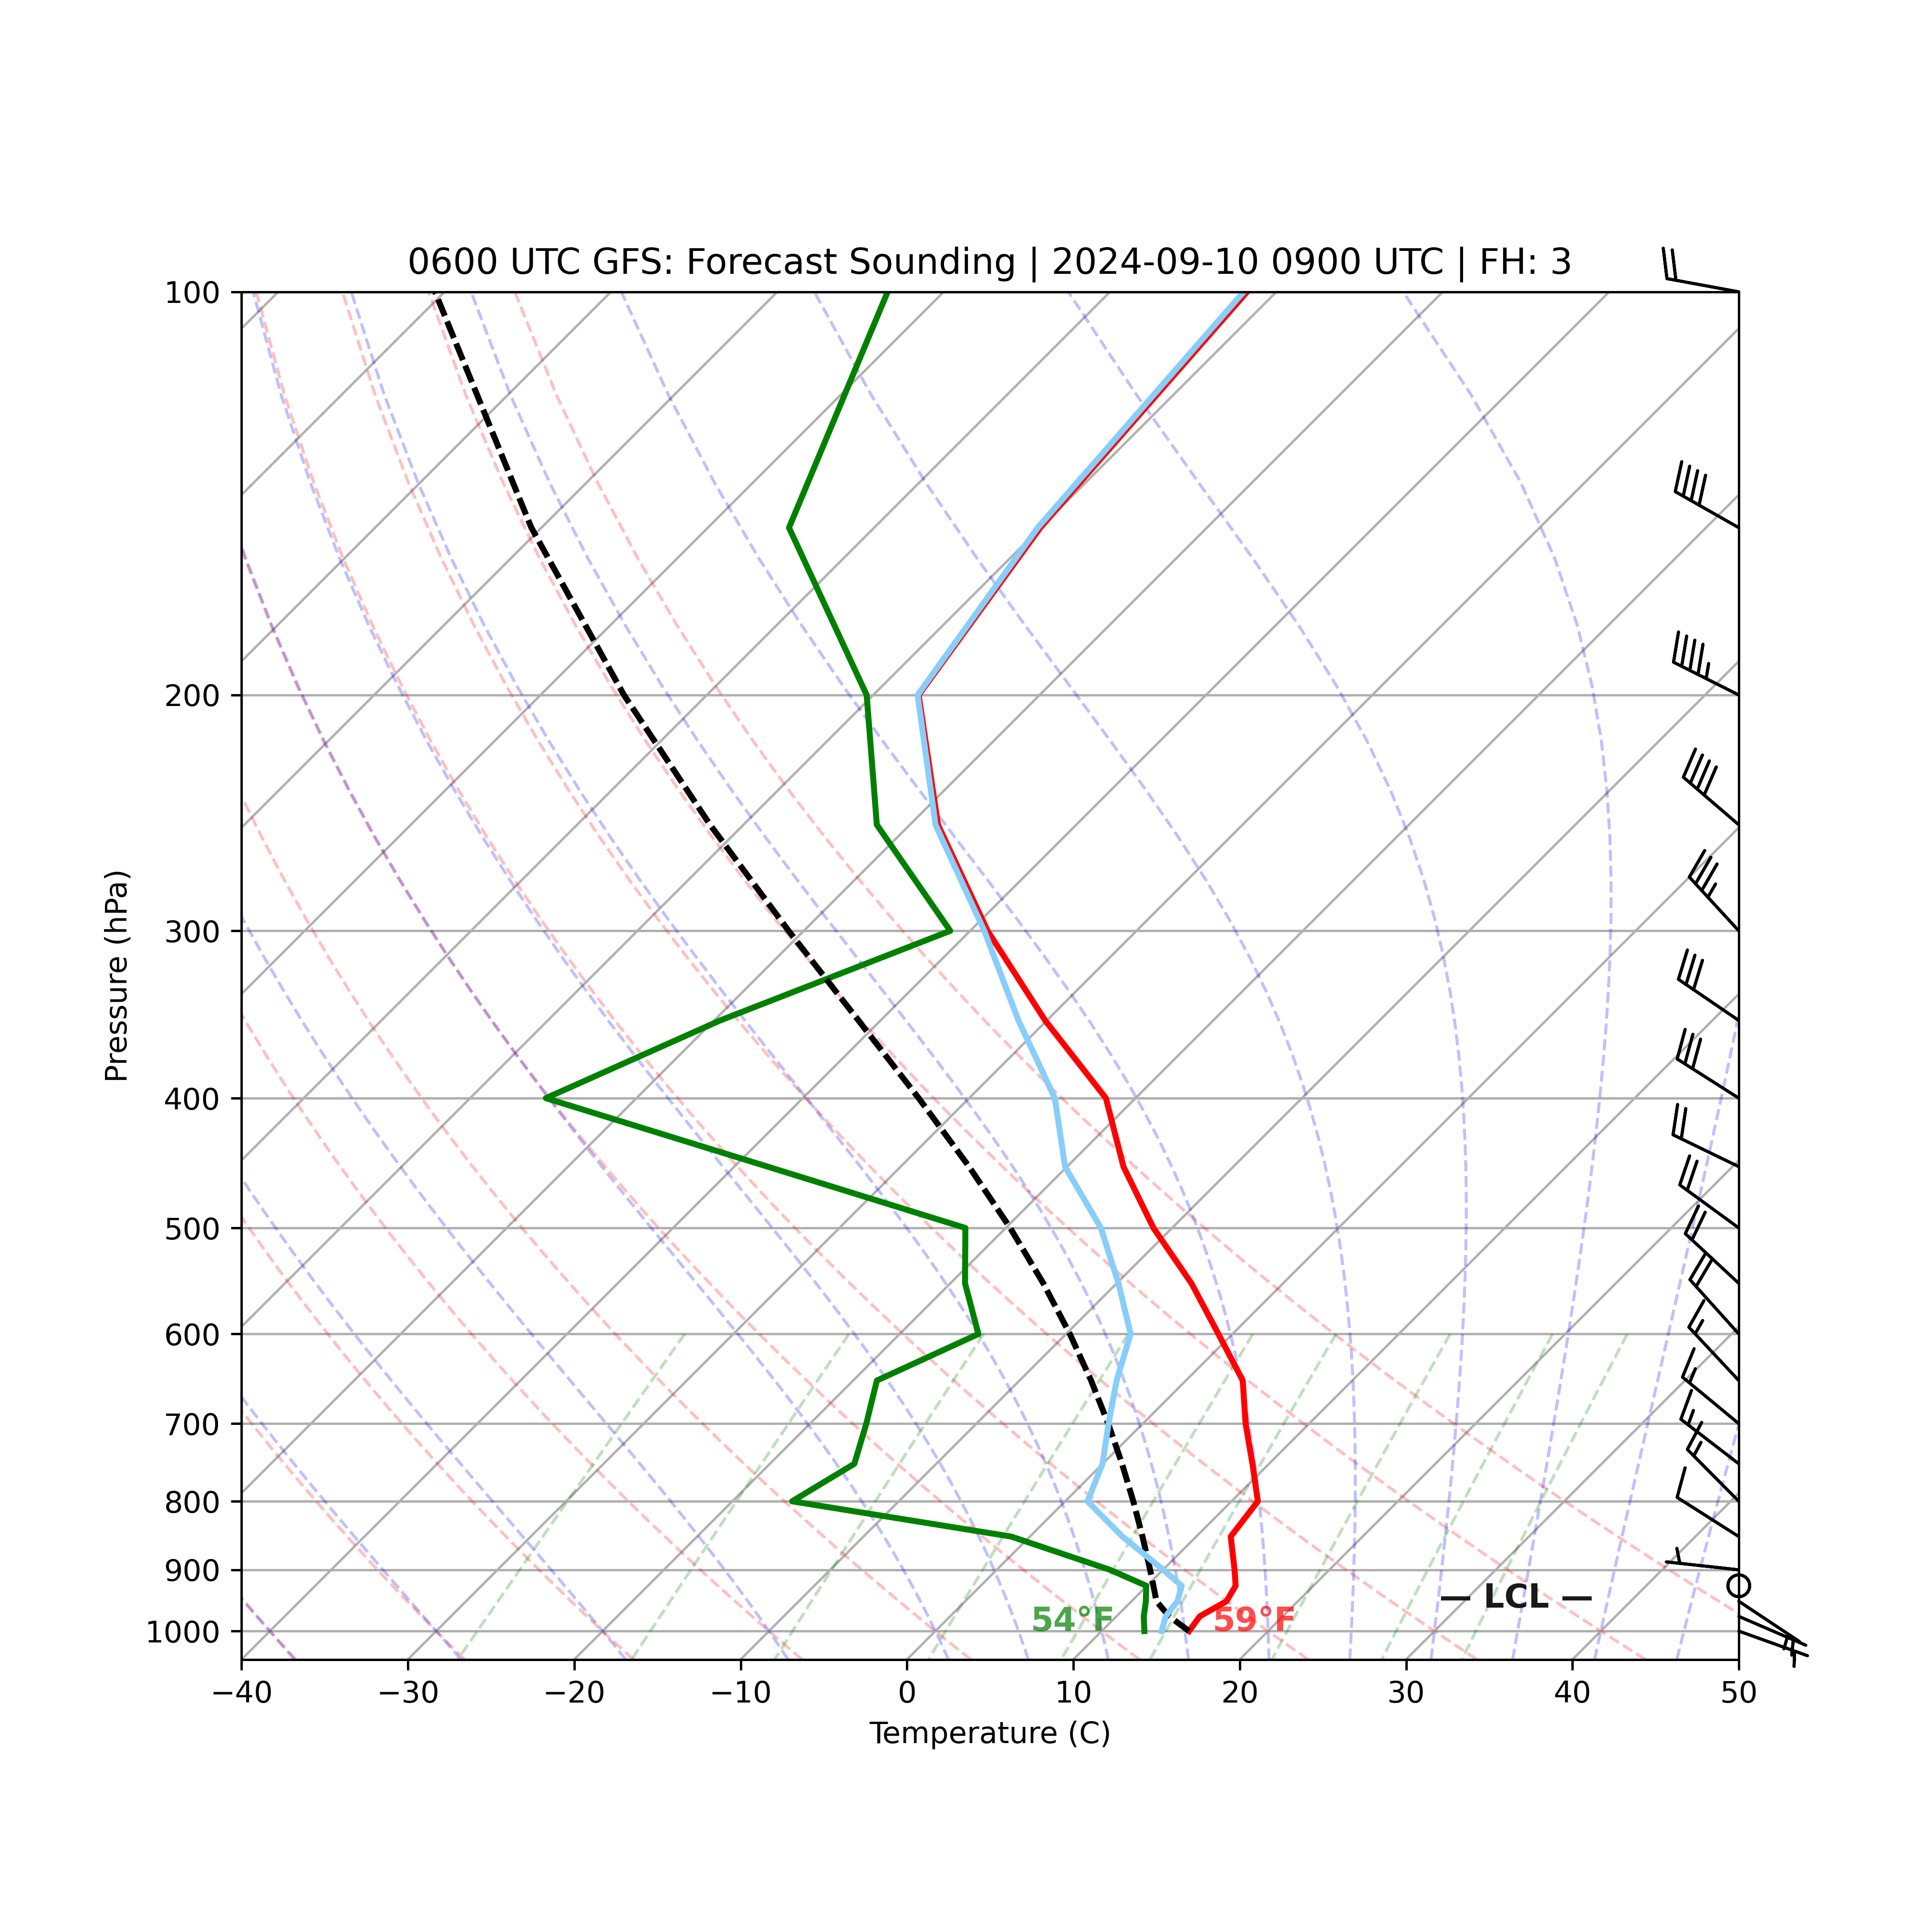 0600 UTC GFS: Forecast Sounding | 2024-09-10 0900 UTC | FH: 3
100
200
300
400
500
600
700
800
900
1000
Pressure (hPa)
— LCL —
54°F
59°F
−40 −30 −20 −10 0 10 20 30 40 50
Temperature (C)